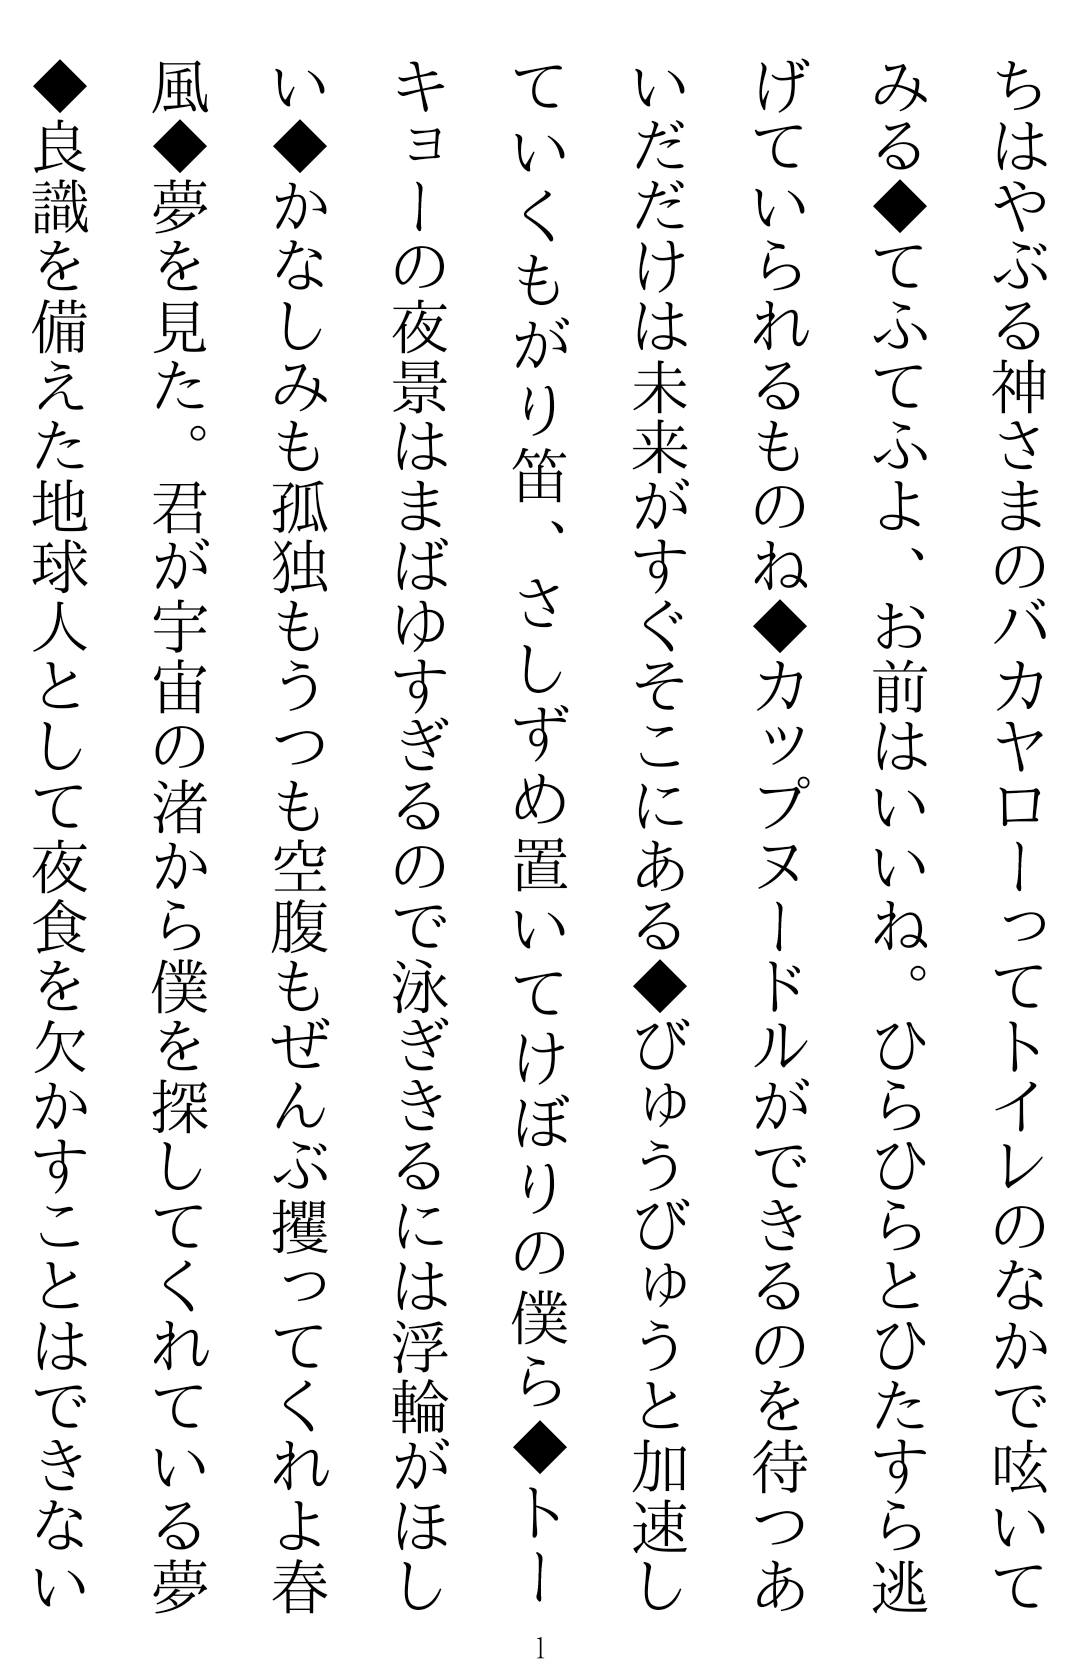 ちはやぶる神さまのバカヤローってトイレのなかで呟いて
みる◆てふてふよ、お前はいいね。ひらひらとひたすら逃
げていられるものね◆カップヌードルができるのを待つあ
いだだけは未来がすぐそこにある◆びゅうびゅうと加速し
ていくもがり笛、さしずめ置いてけぼりの僕ら◆トー
キョーの夜景はまばゆすぎるので泳ぎきるには浮輪がほし
い◆かなしみも孤独もうつも空腹もぜんぶ攫ってくれよ春
風◆夢を見た。君が宇宙の渚から僕を探してくれている夢
◆良識を備えた地球人として夜食を欠かすことはできない
1